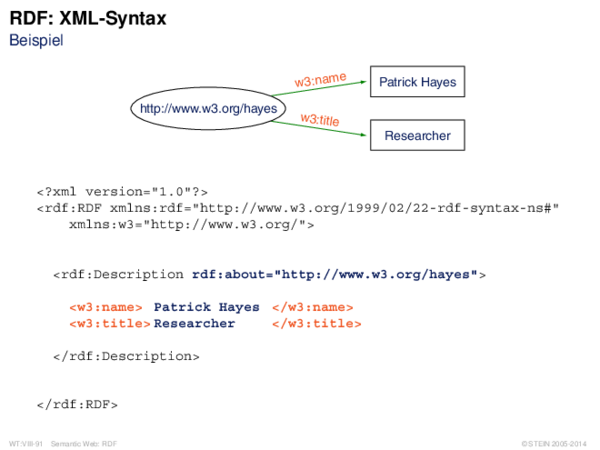 RDF: XML-Syntax
Beispiel
w3:name
Patrick Hayes
http://www.w3.org/hayes
w3:title
Researcher
<?xml version="1.0"?>
<rdf:RDF xmlns:rdf="http://www.w3.org/1999/02/22-rdf-syntax-ns#"
xmlns:w3="http://www.w3.org/">
<rdf:Description rdf:about="http://www.w3.org/hayes">
<w3:name> Patrick Hayes </w3:name>
<w3:title> Researcher </w3:title>
</rdf:Description>
</rdf:RDF>
WT:VIII-91 Semantic Web: RDF © STEIN 2005-2014